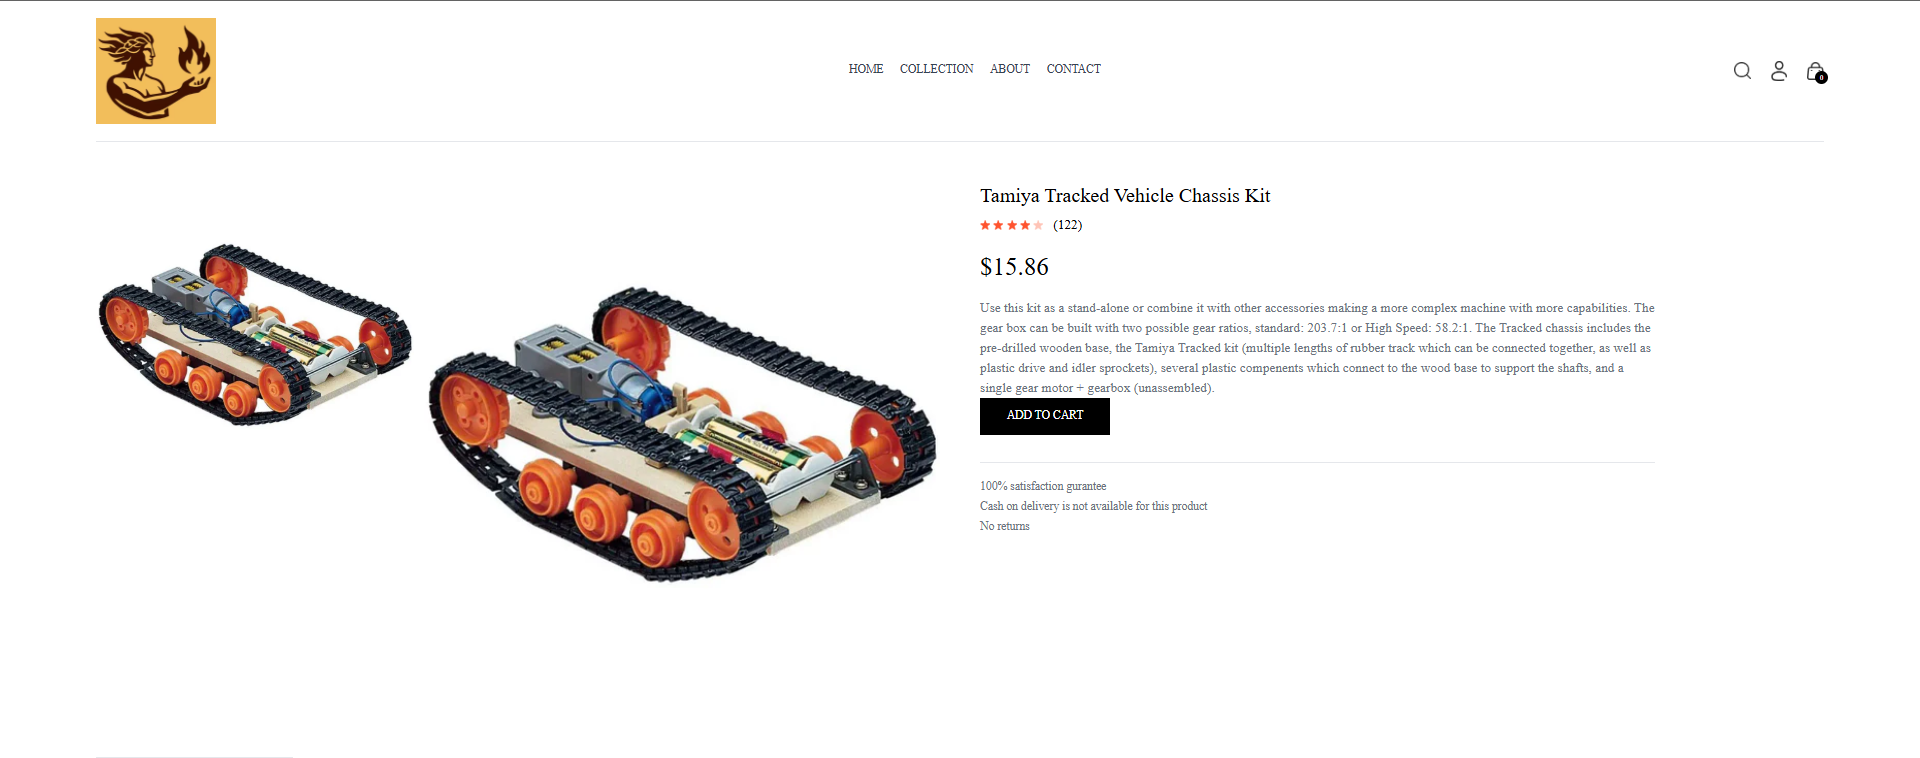 HOME COLLECTION ABOUT CONTACT
0
Tamiya Tracked Vehicle Chassis Kit
(122)
$15.86
Use this kit as a stand-alone or combine it with other accessories making a more complex machine with more capabilities. The
gear box can be built with two possible gear ratios, standard: 203.7:1 or High Speed: 58.2:1. The Tracked chassis includes the
pre-drilled wooden base, the Tamiya Tracked kit (multiple lengths of rubber track which can be connected together, as well as
plastic drive and idler sprockets), several plastic compenents which connect to the wood base to support the shafts, and a
single gear motor + gearbox (unassembled).
ADD TO CART
100% satisfaction gurantee
Cash on delivery is not available for this product
No returns